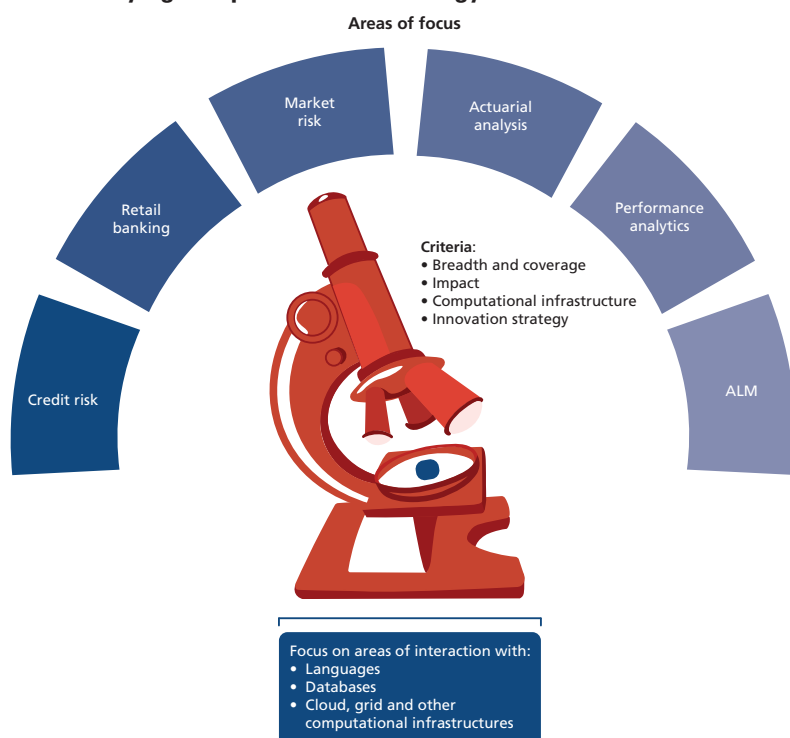 Areas of focus
Market
risk
Actuarial
analysis
Retail
banking
Performance
analytics
Credit risk
ALM
Criteria:
• Breadth and coverage
• Impact
• Computational infrastructure
• Innovation strategy
Focus on areas of interaction with:
• Languages
• Databases
• Cloud, grid and other
computational infrastructures